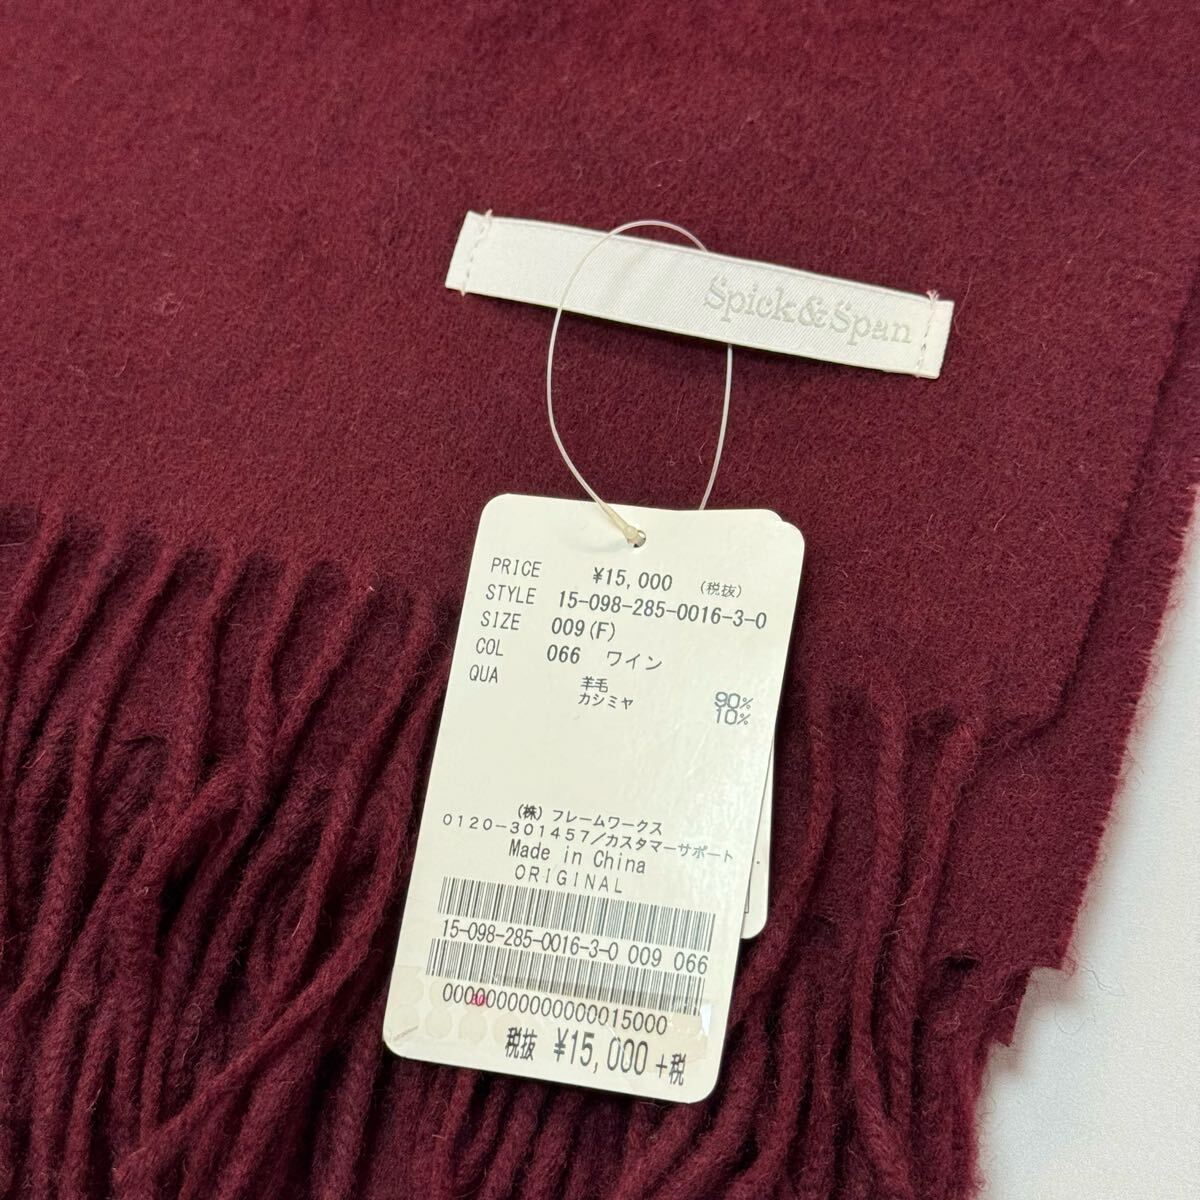 Spick&Span
PRICE ¥15,000 (税抜)
STYLE 15-098-285-0016-3-0
SIZE 009(F)
COL 066 ワイン
QUA
羊毛 90%
カシミヤ 10%
(株)フレームワークス
0120-301457/カスタマーサポート
Made in China
ORIGINAL
15-098-285-0016-3-0 009 066
税抜 ¥15,000 +税